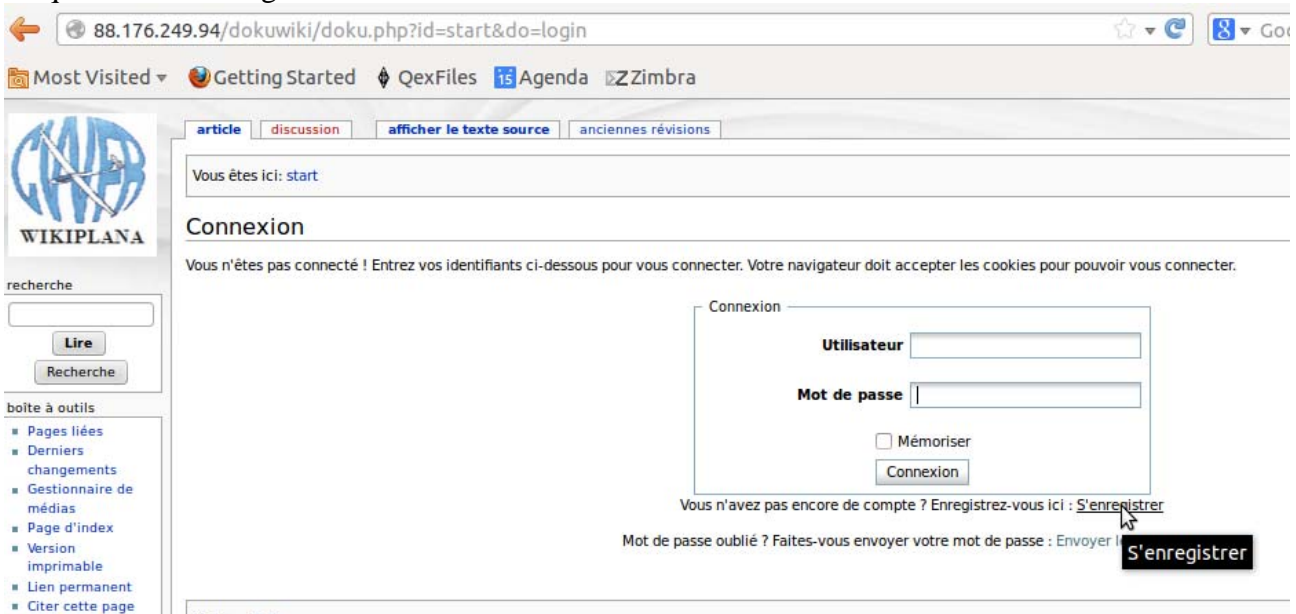 88.176.249.94/dokuwiki/doku.php?id=start&do=login
8
Most Visited
Getting Started
QexFiles
15 Agenda
Zimbra
WIKIPLANA
article
discussion
afficher le texte source
anciennes révisions
Vous êtes ici: start
Connexion
Vous n'êtes pas connecté ! Entrez vos identifiants ci-dessous pour vous connecter. Votre navigateur doit accepter les cookies pour pouvoir vous connecter.
recherche
Lire
Recherche
boîte à outils
Pages liées
Derniers
changements
Gestionnaire de
médias
Page d'index
Version
imprimable
Lien permanent
Citer cette page
Connexion
Utilisateur
Mot de passe
Mémoriser
Connexion
Vous n'avez pas encore de compte ? Enregistrez-vous ici : S'enregistrer
Mot de passe oublié ? Faites-vous envoyer votre mot de passe : Envoyer
S'enregistrer